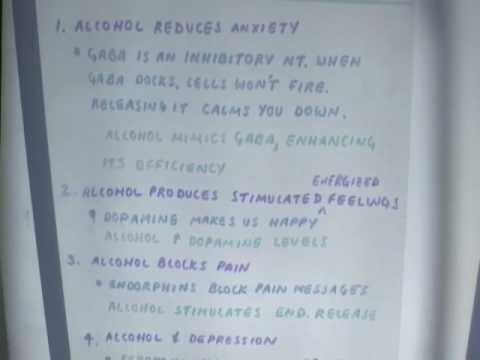 1. ALCOHOL REDUCES ANXIETY
• GABA IS AN INHIBITORY NT. WHEN
GABA DOCKS, CELLS WON'T FIRE.
RELEASING IT CALMS YOU DOWN.
ALCOHOL MIMICS GABA, ENHANCING
ITS EFFICIENCY
ENERGIZED
2. ALCOHOL PRODUCES STIMULATED ^ FEELINGS
↑ DOPAMINE MAKES US HAPPY
ALCOHOL ↑ DOPAMINE LEVELS
3. ALCOHOL BLOCKS PAIN
• ENDORPHINS BLOCK PAIN MESSAGES
ALCOHOL STIMULATES END. RELEASE
4. ALCOHOL & DEPRESSION